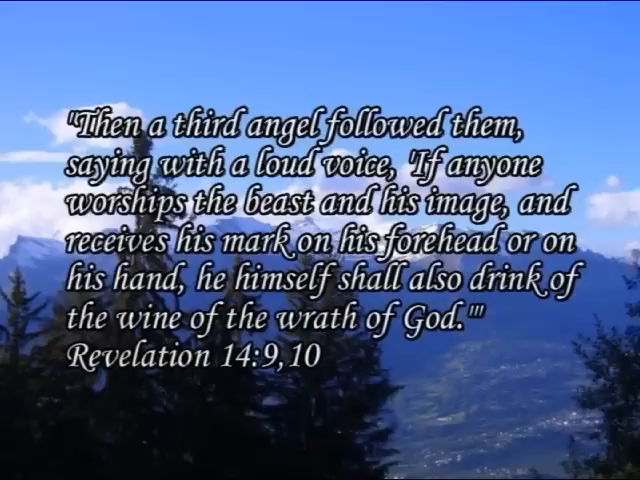 "Then a third angel followed them,
saying with a loud voice, 'If anyone
worships the beast and his image, and
receives his mark on his forehead or on
his hand, he himself shall also drink of
the wine of the wrath of God.'"
Revelation 14:9,10